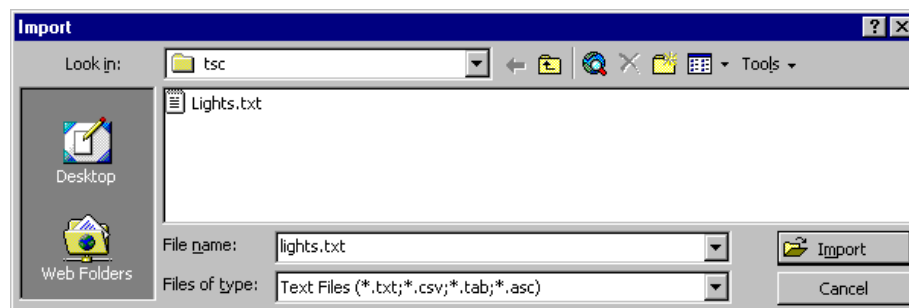 Import
Look in: tsc Tools
Lights.txt
Desktop
Web Folders
File name: lights.txt Import
Files of type: Text Files (*.txt;*.csv;*.tab;*.asc) Cancel